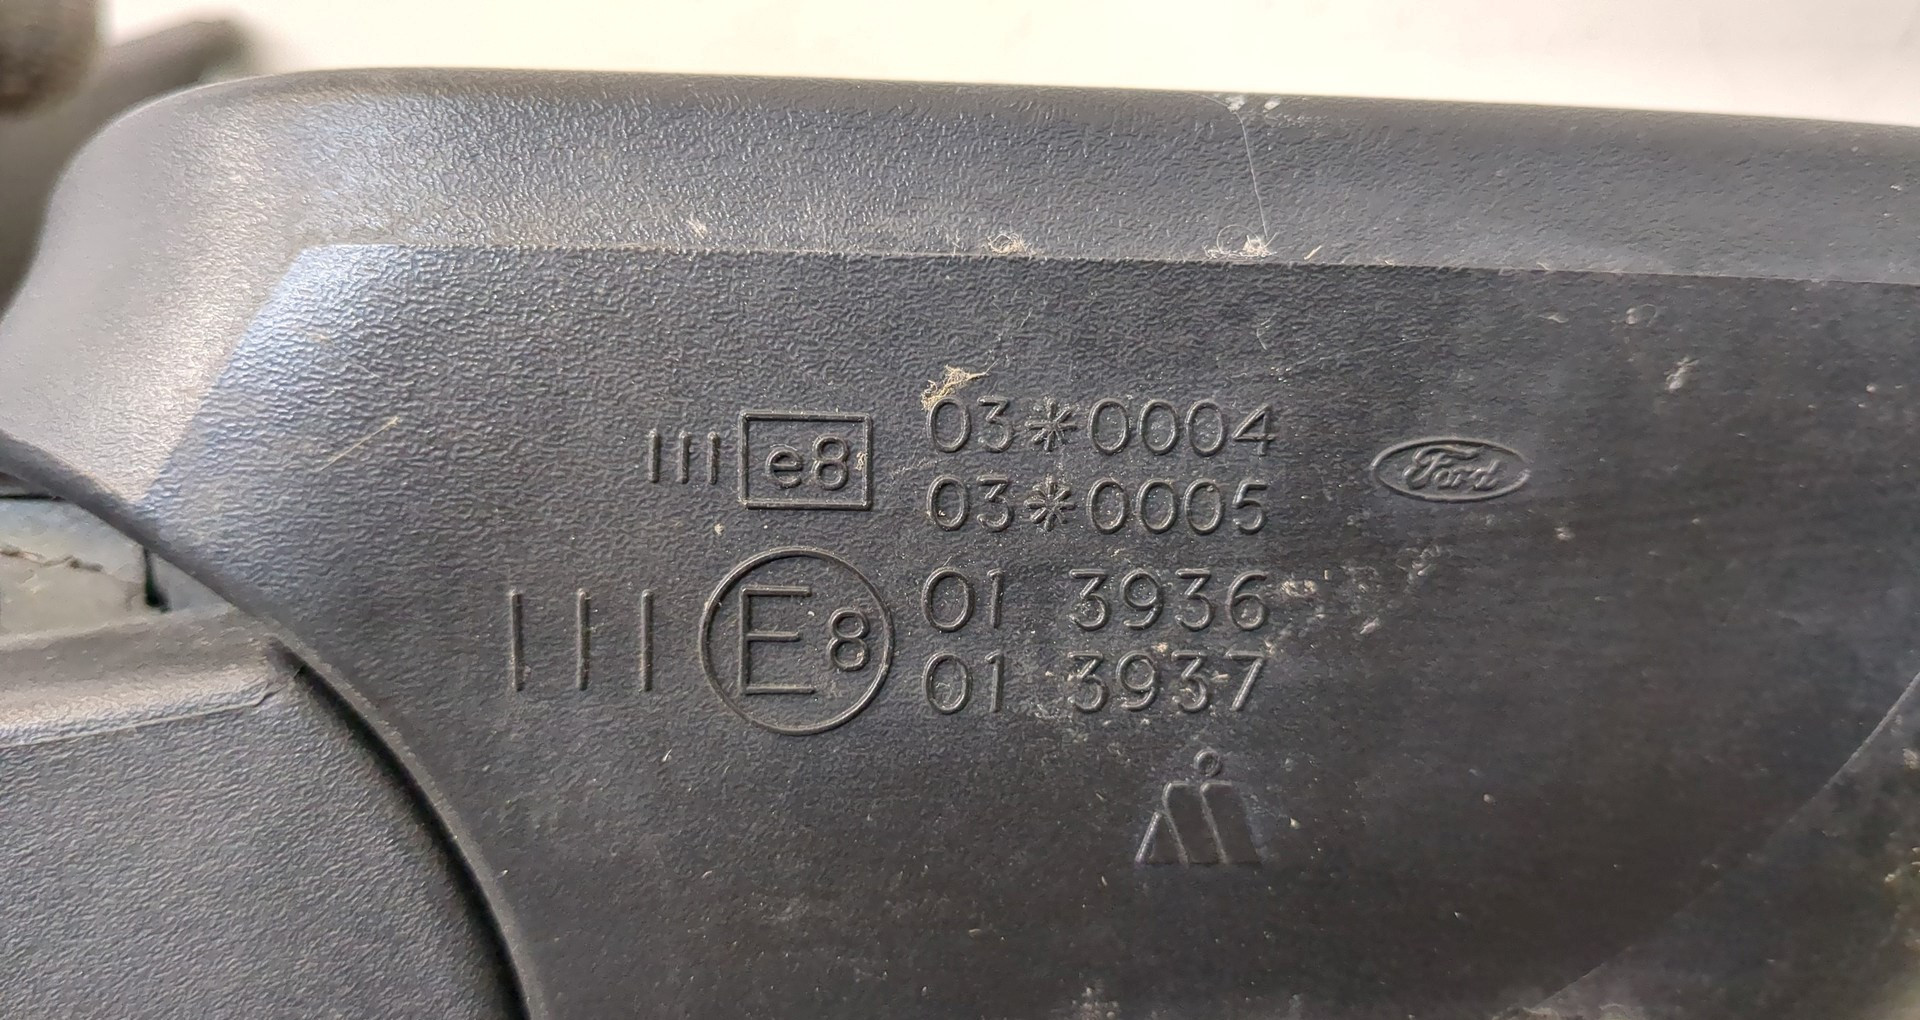 III e8 03*0004
03*0005
Ford
III E8 01 3936
01 3937